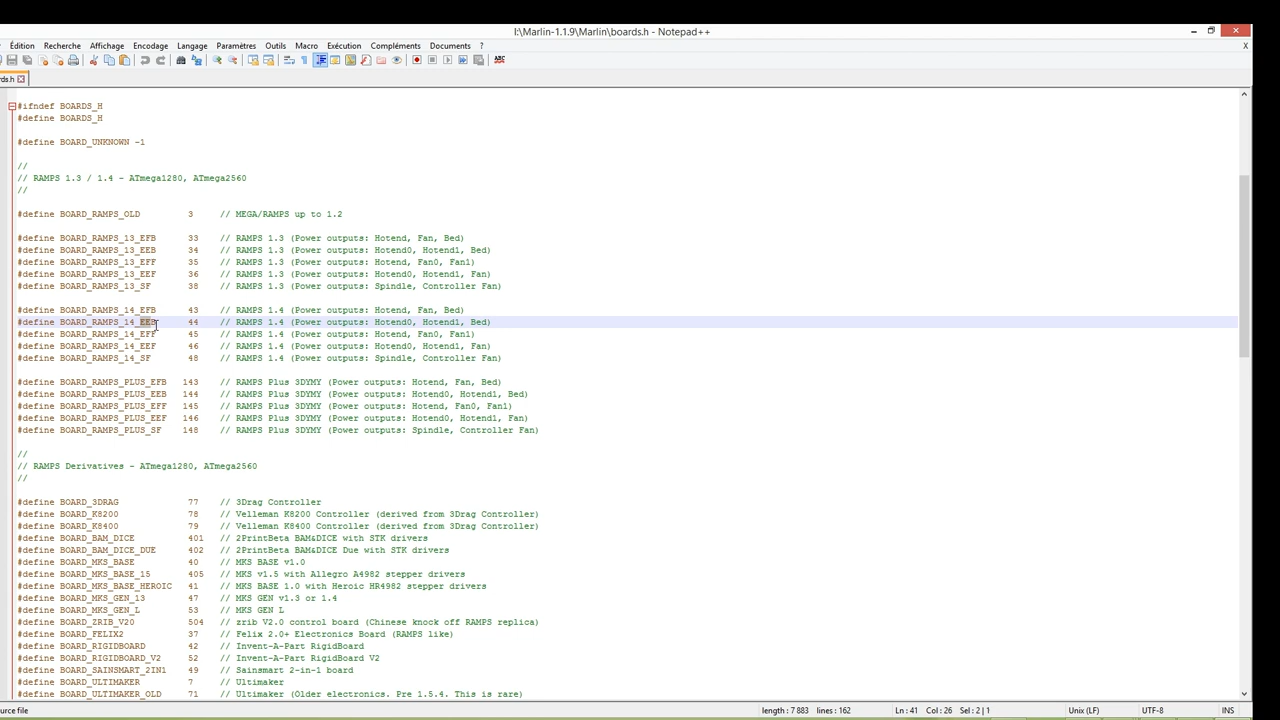 I:\Marlin-1.1.9\Marlin\boards.h - Notepad++
Édition Recherche Affichage Encodage Langage Paramètres Outils Macro Exécution Compléments Documents ? X
ds.h
#ifndef BOARDS_H
#define BOARDS_H
#define BOARD_UNKNOWN -1
//
// RAMPS 1.3 / 1.4 - ATmega1280, ATmega2560
//
#define BOARD_RAMPS_OLD 3 // MEGA/RAMPS up to 1.2
#define BOARD_RAMPS_13_EFB 33 // RAMPS 1.3 (Power outputs: Hotend, Fan, Bed)
#define BOARD_RAMPS_13_EEB 34 // RAMPS 1.3 (Power outputs: Hotend0, Hotend1, Bed)
#define BOARD_RAMPS_13_EFF 35 // RAMPS 1.3 (Power outputs: Hotend, Fan0, Fan1)
#define BOARD_RAMPS_13_EEF 36 // RAMPS 1.3 (Power outputs: Hotend0, Hotend1, Fan)
#define BOARD_RAMPS_13_SF 38 // RAMPS 1.3 (Power outputs: Spindle, Controller Fan)
#define BOARD_RAMPS_14_EFB 43 // RAMPS 1.4 (Power outputs: Hotend, Fan, Bed)
#define BOARD_RAMPS_14_EEB 44 // RAMPS 1.4 (Power outputs: Hotend0, Hotend1, Bed)
#define BOARD_RAMPS_14_EFF 45 // RAMPS 1.4 (Power outputs: Hotend, Fan0, Fan1)
#define BOARD_RAMPS_14_EEF 46 // RAMPS 1.4 (Power outputs: Hotend0, Hotend1, Fan)
#define BOARD_RAMPS_14_SF 48 // RAMPS 1.4 (Power outputs: Spindle, Controller Fan)
#define BOARD_RAMPS_PLUS_EFB 143 // RAMPS Plus 3DYMY (Power outputs: Hotend, Fan, Bed)
#define BOARD_RAMPS_PLUS_EEB 144 // RAMPS Plus 3DYMY (Power outputs: Hotend0, Hotend1, Bed)
#define BOARD_RAMPS_PLUS_EFF 145 // RAMPS Plus 3DYMY (Power outputs: Hotend, Fan0, Fan1)
#define BOARD_RAMPS_PLUS_EEF 146 // RAMPS Plus 3DYMY (Power outputs: Hotend0, Hotend1, Fan)
#define BOARD_RAMPS_PLUS_SF 148 // RAMPS Plus 3DYMY (Power outputs: Spindle, Controller Fan)
//
// RAMPS Derivatives - ATmega1280, ATmega2560
//
#define BOARD_3DRAG 77 // 3Drag Controller
#define BOARD_K8200 78 // Velleman K8200 Controller (derived from 3Drag Controller)
#define BOARD_K8400 79 // Velleman K8400 Controller (derived from 3Drag Controller)
#define BOARD_BAM_DICE 401 // 2PrintBeta BAM&DICE with STK drivers
#define BOARD_BAM_DICE_DUE 402 // 2PrintBeta BAM&DICE Due with STK drivers
#define BOARD_MKS_BASE 40 // MKS BASE v1.0
#define BOARD_MKS_BASE_15 405 // MKS v1.5 with Allegro A4982 stepper drivers
#define BOARD_MKS_BASE_HEROIC 41 // MKS BASE 1.0 with Heroic HR4982 stepper drivers
#define BOARD_MKS_GEN_13 47 // MKS GEN v1.3 or 1.4
#define BOARD_MKS_GEN_L 53 // MKS GEN L
#define BOARD_ZRIB_V20 504 // zrib V2.0 control board (Chinese knock off RAMPS replica)
#define BOARD_FELIX2 37 // Felix 2.0+ Electronics Board (RAMPS like)
#define BOARD_RIGIDBOARD 42 // Invent-A-Part RigidBoard
#define BOARD_RIGIDBOARD_V2 52 // Invent-A-Part RigidBoard V2
#define BOARD_SAINSMART_2IN1 49 // Sainsmart 2-in-1 board
#define BOARD_ULTIMAKER 7 // Ultimaker
#define BOARD_ULTIMAKER_OLD 71 // Ultimaker (Older electronics. Pre 1.5.4. This is rare)
urce file length : 7 883 lines : 162 Ln : 41 Col : 26 Sel : 2 | 1 Unix (LF) UTF-8 INS